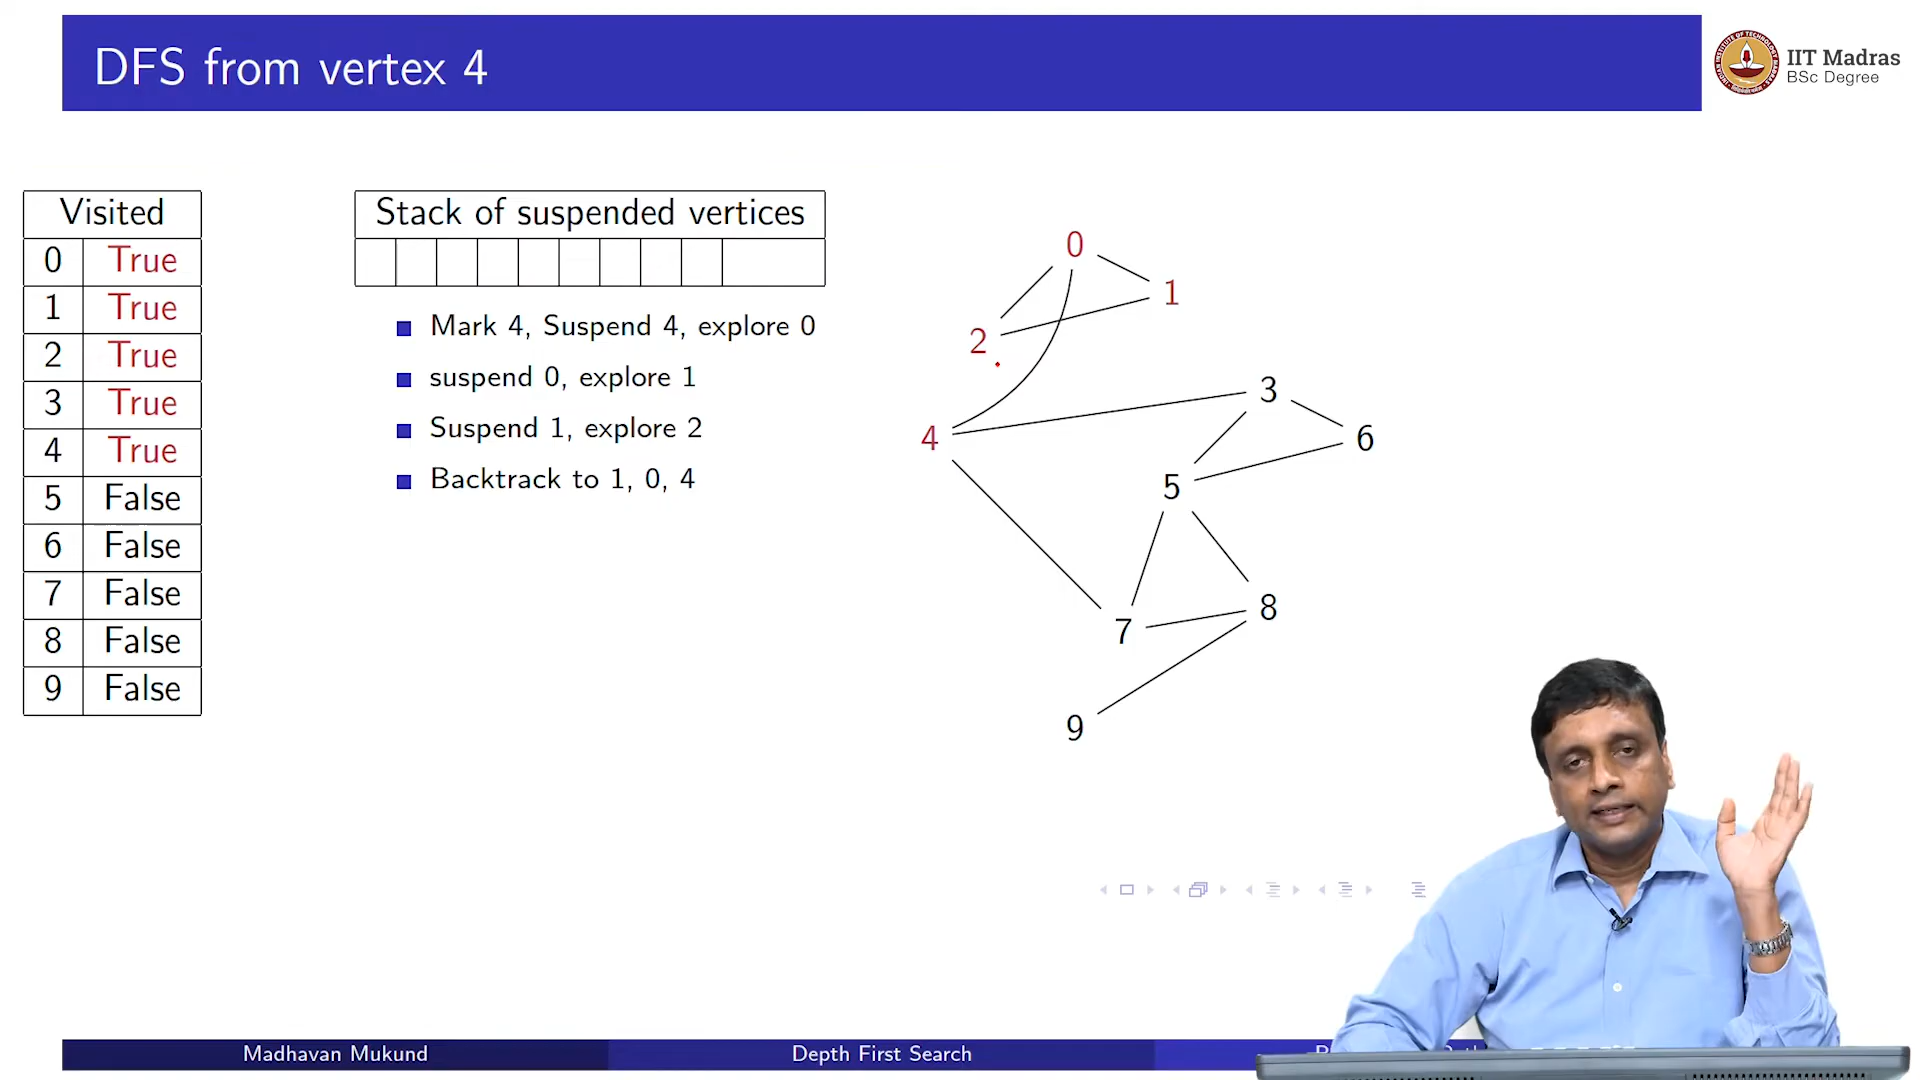 DFS from vertex 4
IIT Madras
BSc Degree
Visited
0 True
1 True
2 True
3 True
4 True
5 False
6 False
7 False
8 False
9 False
Stack of suspended vertices
Mark 4, Suspend 4, explore 0
suspend 0, explore 1
Suspend 1, explore 2
Backtrack to 1, 0, 4
0
1
2
3
4
6
5
8
7
9
Madhavan Mukund
Depth First Search